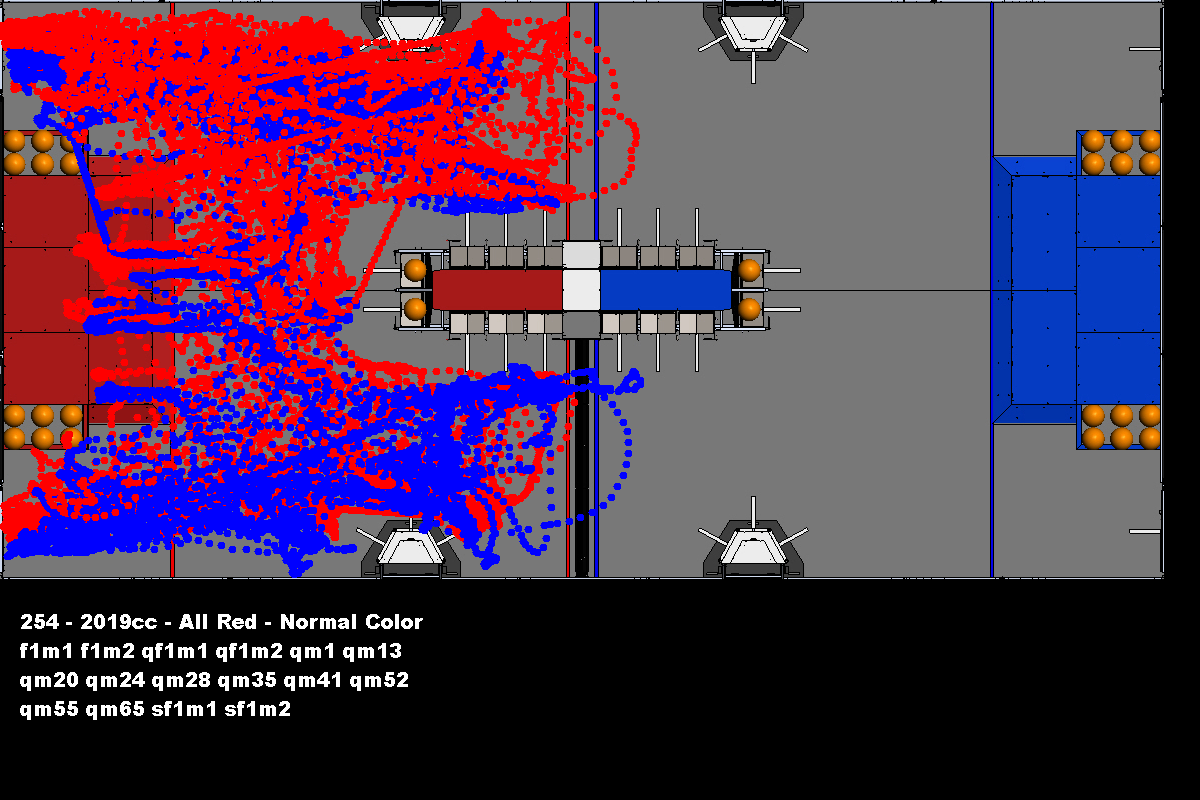 254 - 2019cc - All Red - Normal Color
f1m1 f1m2 qf1m1 qf1m2 qm1 qm13
qm20 qm24 qm28 qm35 qm41 qm52
qm55 qm65 sf1m1 sf1m2